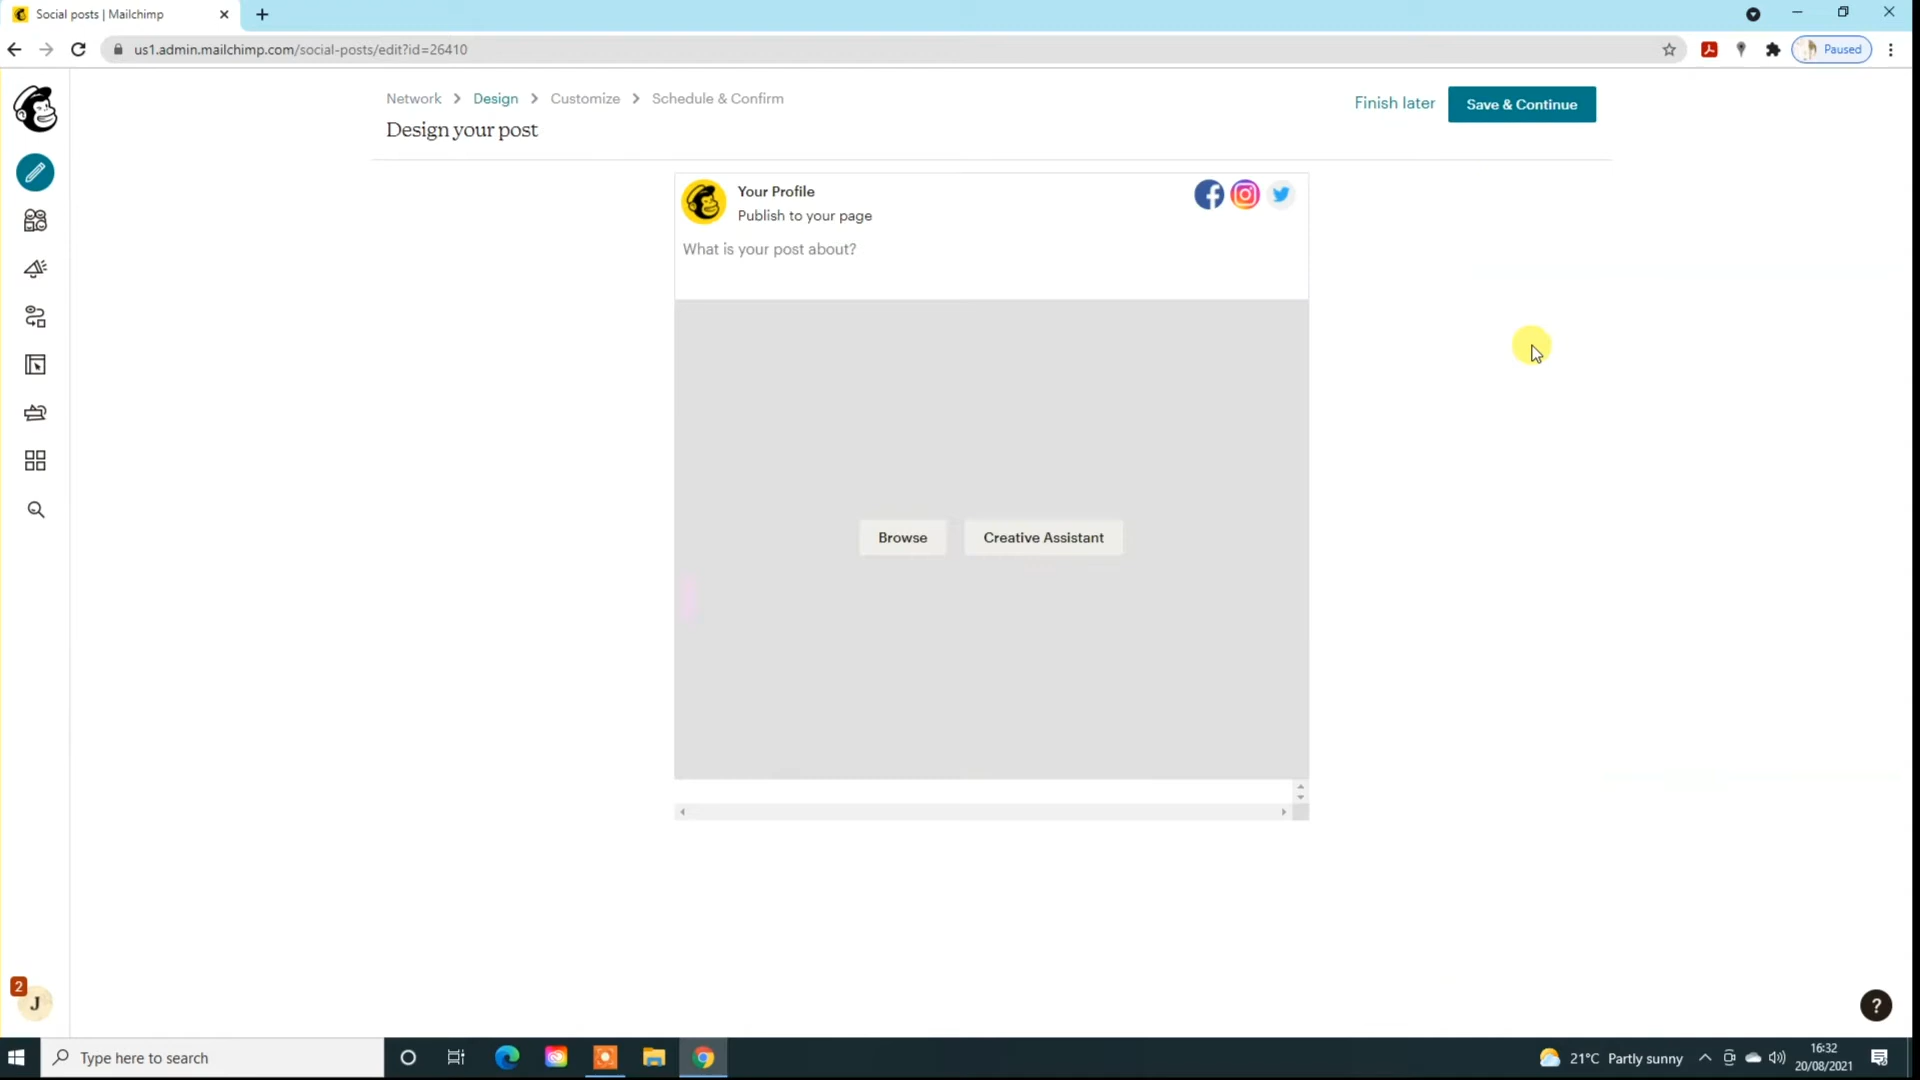 Social posts | Mailchimp
us1.admin.mailchimp.com/social-posts/edit?id=26410
Paused
Network > Design > Customize > Schedule & Confirm
Finish later
Save & Continue
Design your post
Your Profile
Publish to your page
What is your post about?
Browse
Creative Assistant
2
J
?
Type here to search
21°C Partly sunny
16:32
20/08/2021